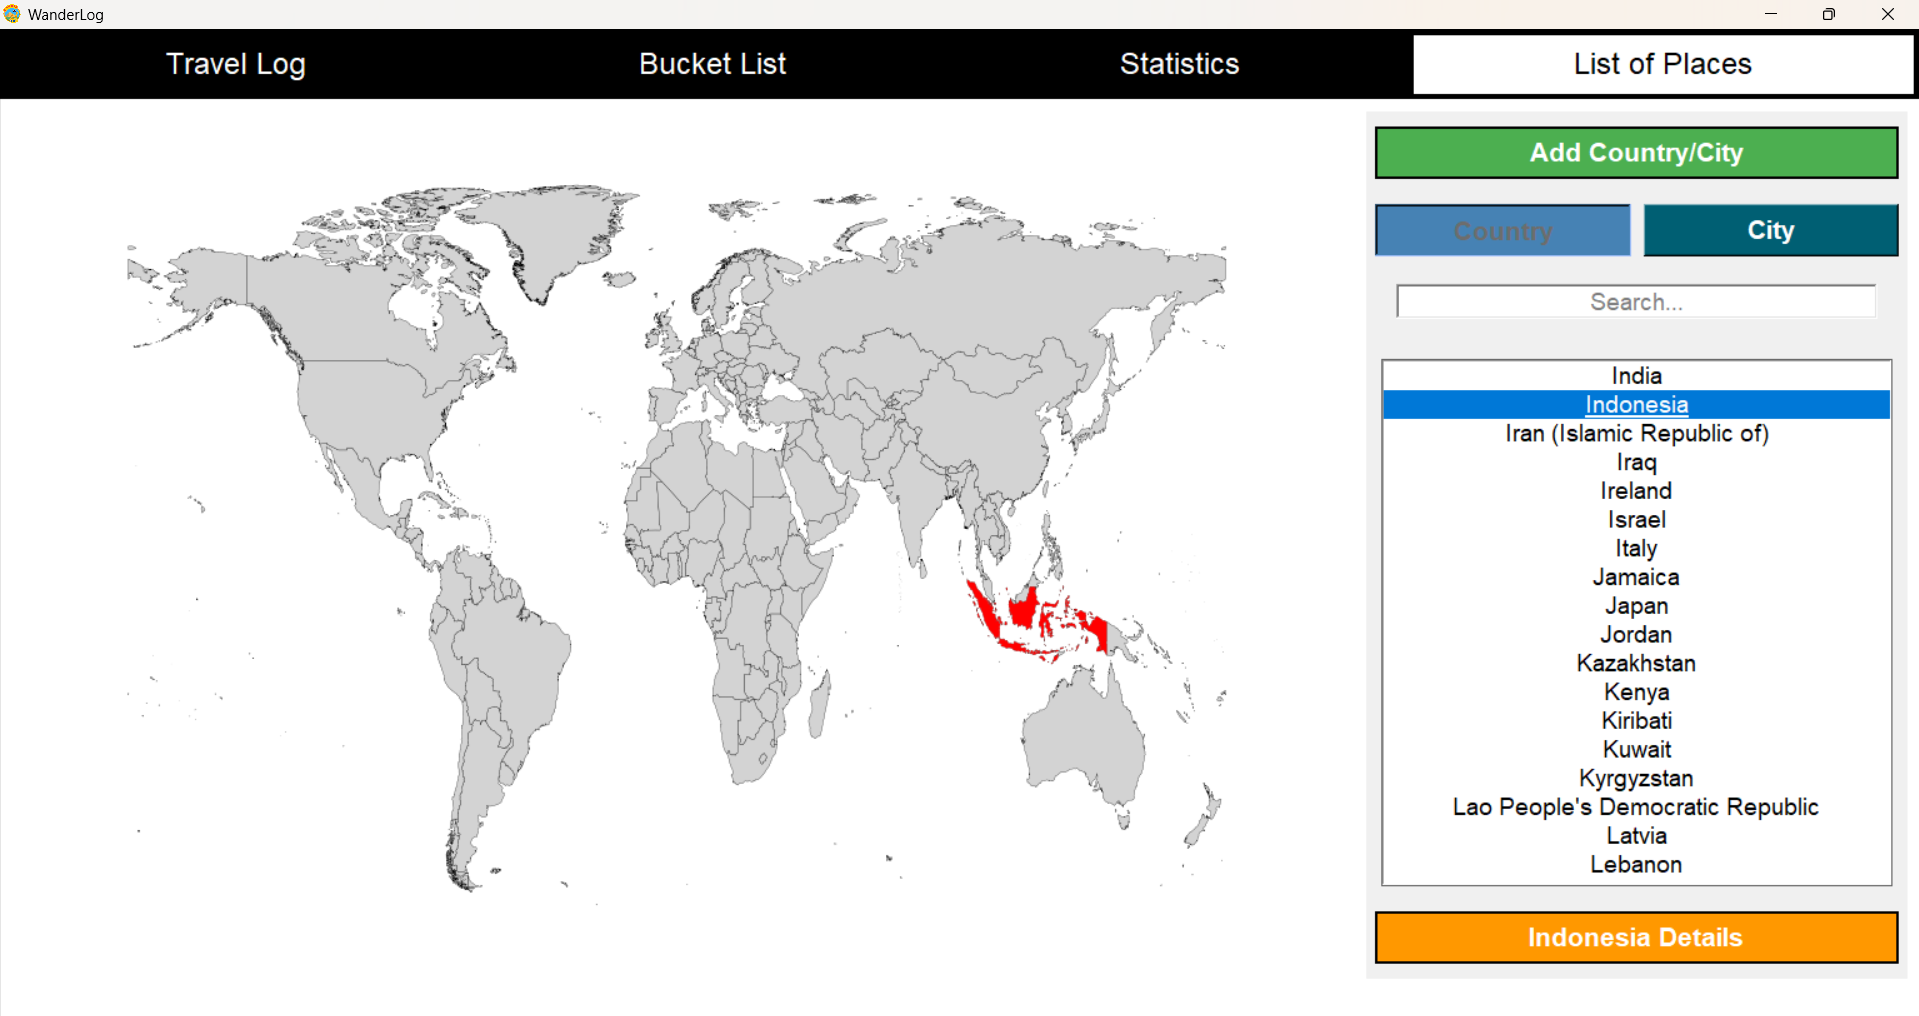 WanderLog
Travel Log
Bucket List
Statistics
List of Places
Add Country/City
Country
City
Search...
India
Indonesia
Iran (Islamic Republic of)
Iraq
Ireland
Israel
Italy
Jamaica
Japan
Jordan
Kazakhstan
Kenya
Kiribati
Kuwait
Kyrgyzstan
Lao People's Democratic Republic
Latvia
Lebanon
Indonesia Details